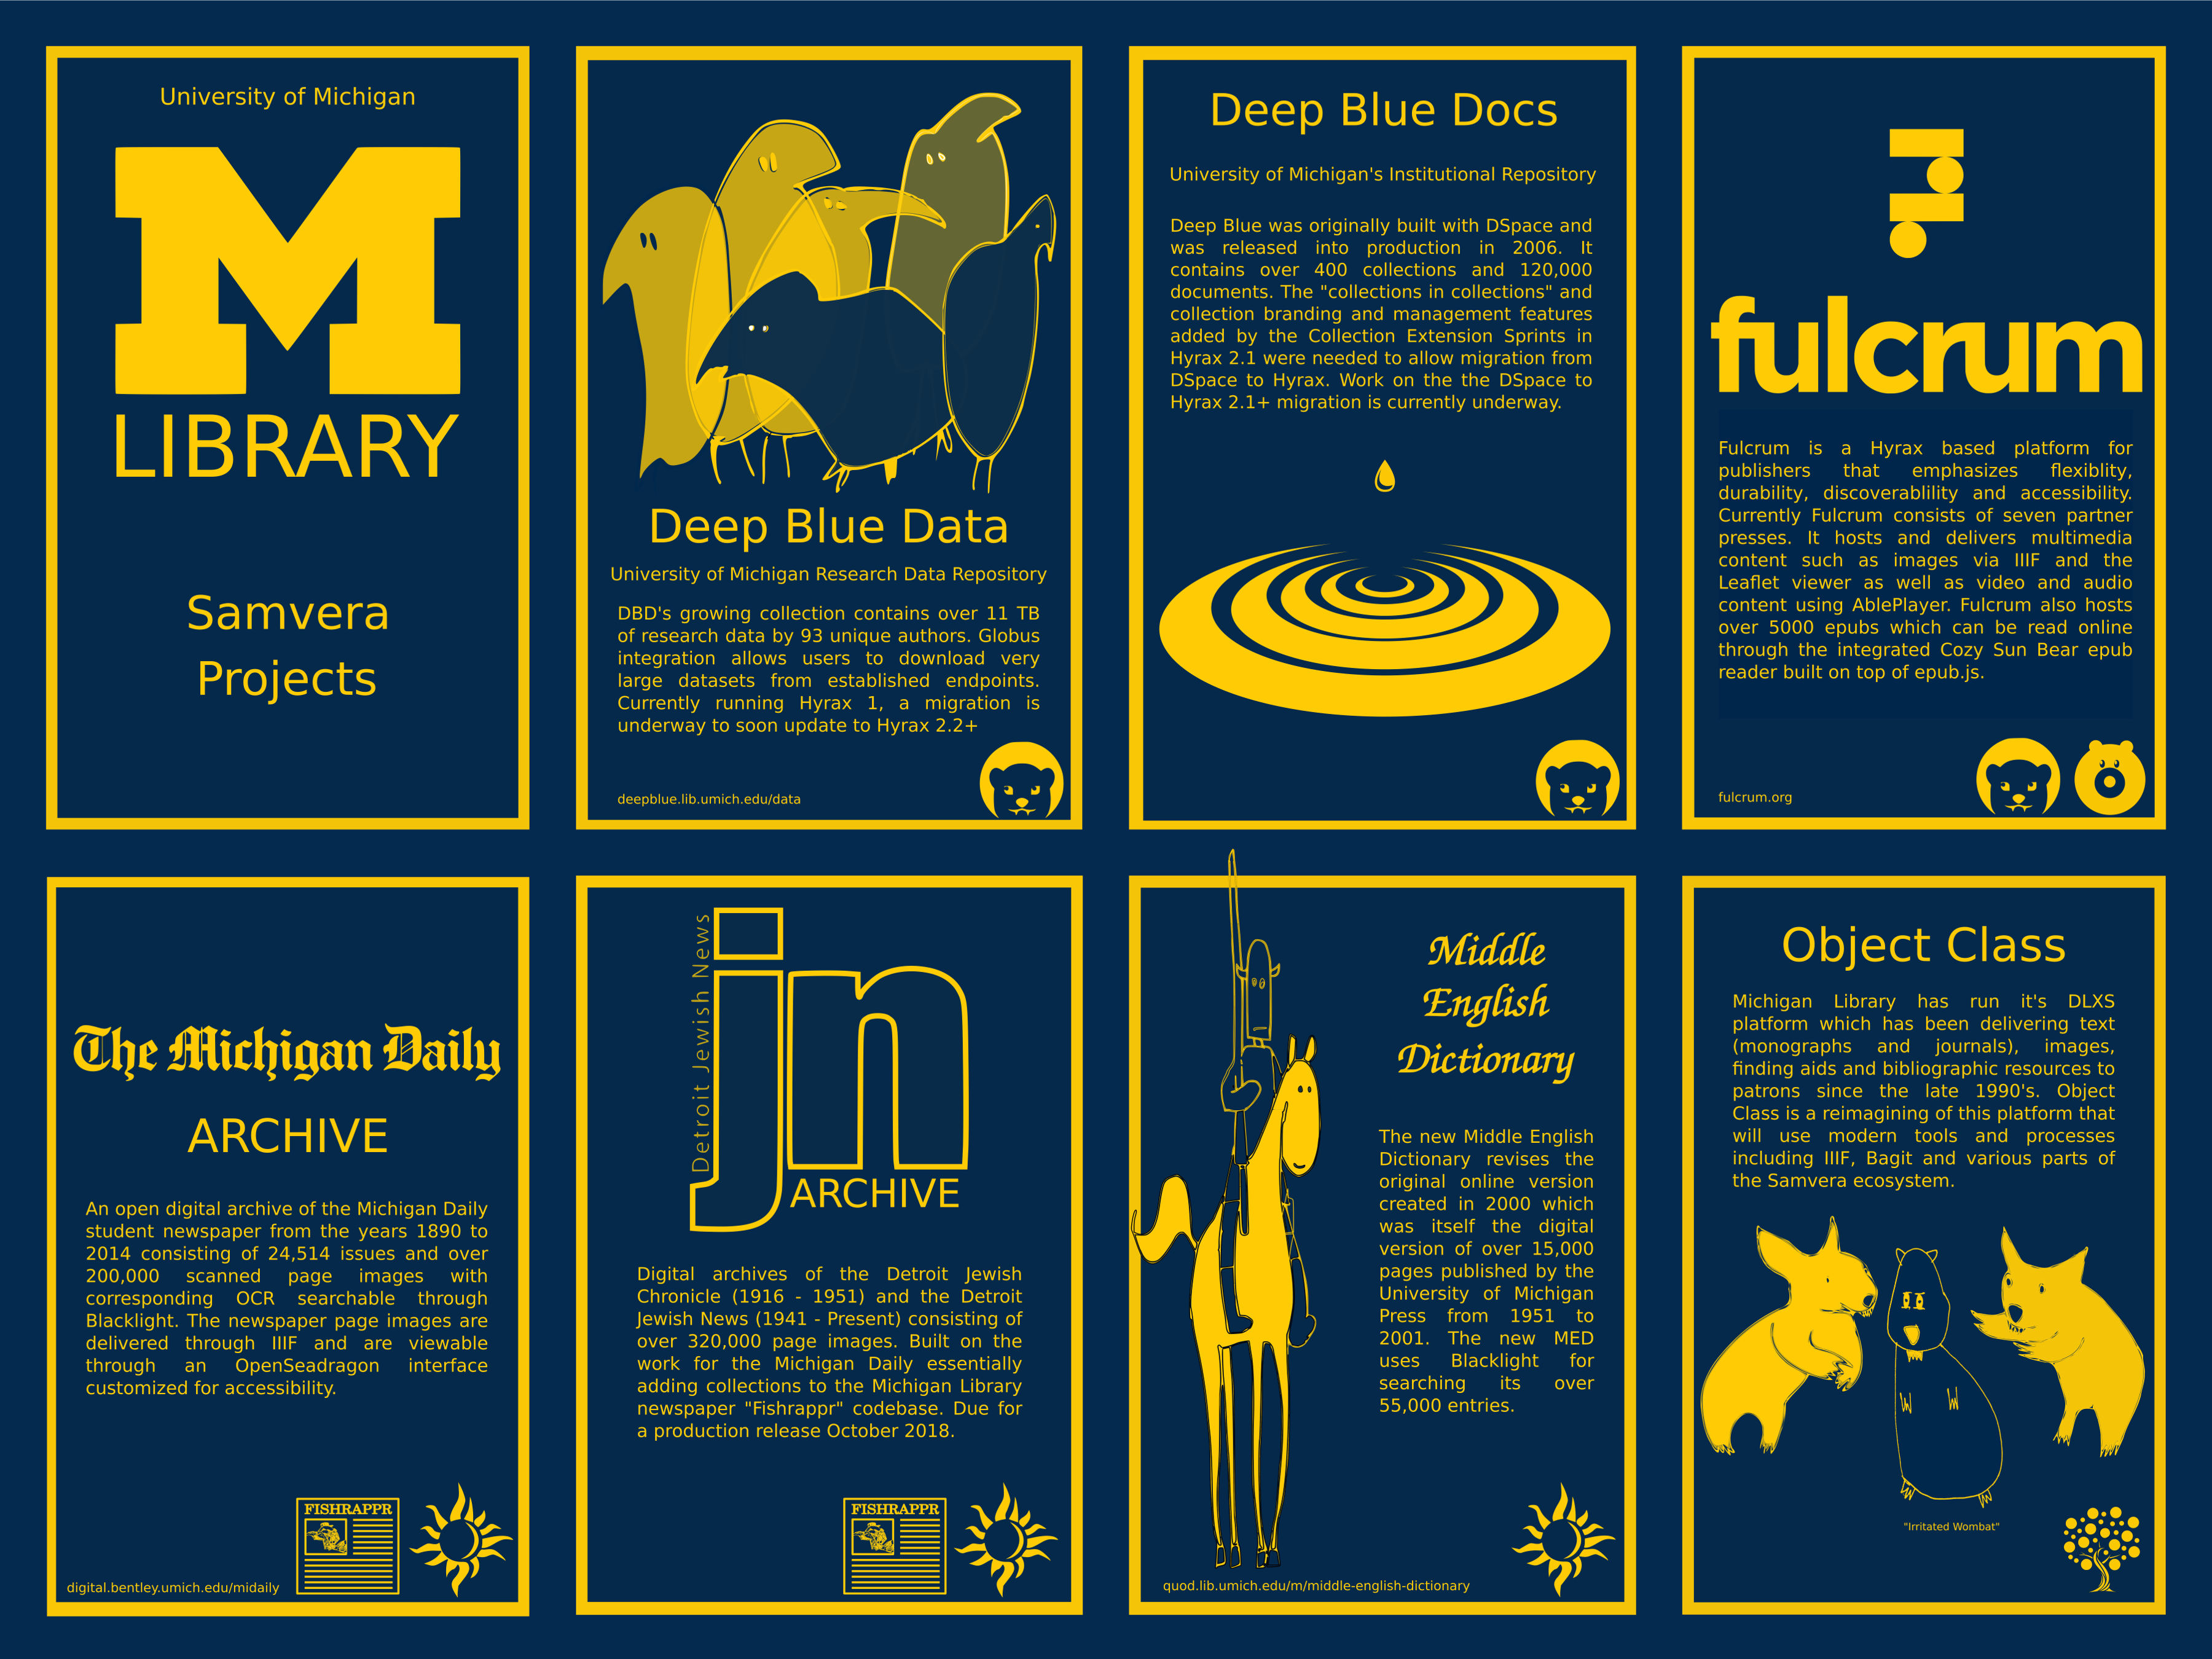 University of Michigan
M
LIBRARY
Samvera
Projects
Deep Blue Data
University of Michigan Research Data Repository
DBD's growing collection contains over 11 TB
of research data by 93 unique authors. Globus
integration allows users to download very
large datasets from established endpoints.
Currently running Hyrax 1, a migration is
underway to soon update to Hyrax 2.2+
deepblue.lib.umich.edu/data
Deep Blue Docs
University of Michigan's Institutional Repository
Deep Blue was originally built with DSpace and
was released into production in 2006. It
contains over 400 collections and 120,000
documents. The "collections in collections" and
collection branding and management features
added by the Collection Extension Sprints in
Hyrax 2.1 were needed to allow migration from
DSpace to Hyrax. Work on the the DSpace to
Hyrax 2.1+ migration is currently underway.
fulcrum
Fulcrum is a Hyrax based platform for
publishers that emphasizes flexiblity,
durability, discoverablility and accessibility.
Currently Fulcrum consists of seven partner
presses. It hosts and delivers multimedia
content such as images via IIIF and the
Leaflet viewer as well as video and audio
content using AblePlayer. Fulcrum also hosts
over 5000 epubs which can be read online
through the integrated Cozy Sun Bear epub
reader built on top of epub.js.
fulcrum.org
The Michigan Daily
ARCHIVE
An open digital archive of the Michigan Daily
student newspaper from the years 1890 to
2014 consisting of 24,514 issues and over
200,000 scanned page images with
corresponding OCR searchable through
Blacklight. The newspaper page images are
delivered through IIIF and are viewable
through an OpenSeadragon interface
customized for accessibility.
FISHRAPPR
digital.bentley.umich.edu/midaily
Detroit Jewish News
jn
ARCHIVE
Digital archives of the Detroit Jewish
Chronicle (1916 - 1951) and the Detroit
Jewish News (1941 - Present) consisting of
over 320,000 page images. Built on the
work for the Michigan Daily essentially
adding collections to the Michigan Library
newspaper "Fishrappr" codebase. Due for
a production release October 2018.
FISHRAPPR
Middle
English
Dictionary
The new Middle English
Dictionary revises the
original online version
created in 2000 which
was itself the digital
version of over 15,000
pages published by the
University of Michigan
Press from 1951 to
2001. The new MED
uses Blacklight for
searching its over
55,000 entries.
quod.lib.umich.edu/m/middle-english-dictionary
Object Class
Michigan Library has run it's DLXS
platform which has been delivering text
(monographs and journals), images,
finding aids and bibliographic resources to
patrons since the late 1990's. Object
Class is a reimagining of this platform that
will use modern tools and processes
including IIIF, Bagit and various parts of
the Samvera ecosystem.
"Irritated Wombat"